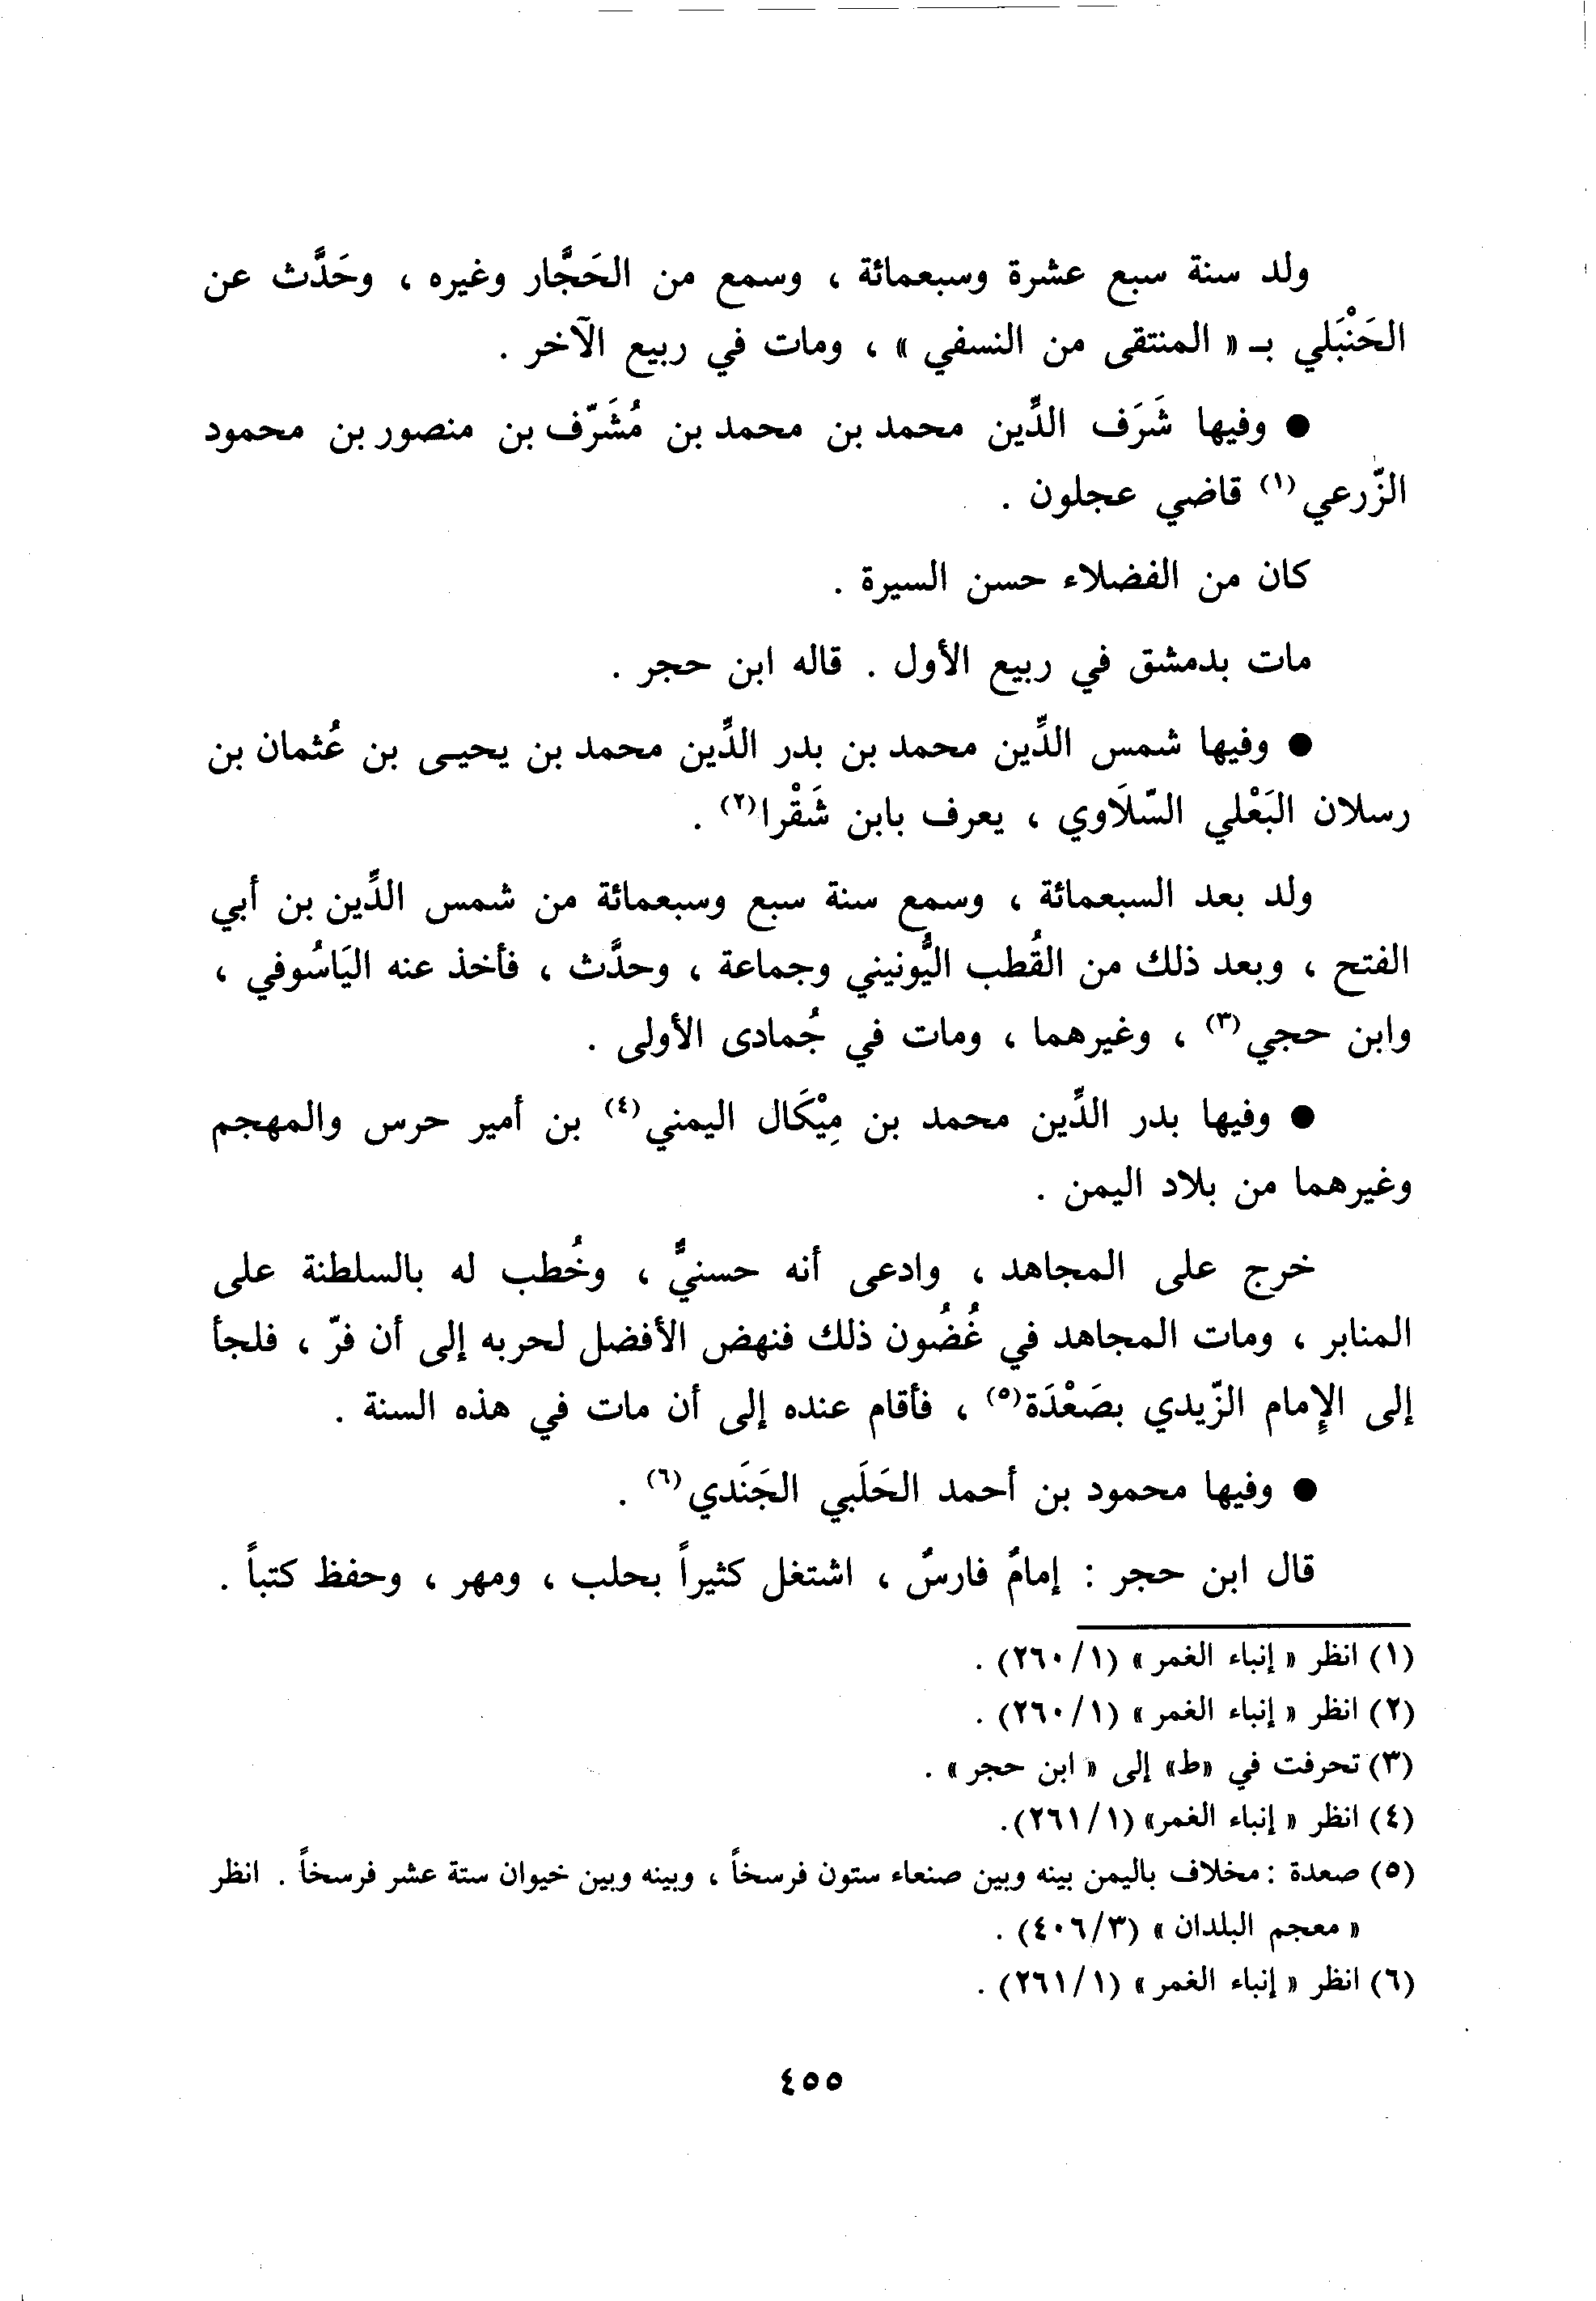 ولد سنة سبع عشرة وسبعمائة ، وسمع من الحَجَّار وغيره ، وحَدَّث عن
الحَنْبَلي بـ « المنتقى من النسفي » ، ومات في ربيع الآخر .
● وفيها شَرَف الدِّين محمد بن محمد بن مُشَرّف بن منصور بن محمود
الزّرعي (١) قاضي عجلون .
كان من الفضلاء حسن السيرة .
مات بدمشق في ربيع الأول . قاله ابن حجر .
● وفيها شمس الدِّين محمد بن بدر الدِّين محمد بن يحيـى بن عُثمان بن
رسلان البَعْلي السّلَاوي ، يعرف بابن شَقْرا (٢) .
ولد بعد السبعمائة ، وسمع سنة سبع وسبعمائة من شمس الدِّين بن أبي
الفتح ، وبعد ذلك من القُطب اليُّونيني وجماعة ، وحدَّث ، فأخذ عنه اليَاسُوفي ،
وابن حجي (٣) ، وغيرهما ، ومات في جُمادى الأولى .
● وفيها بدر الدِّين محمد بن مِيْكَال اليمني (٤) بن أمير حرس والمهجم
وغيرهما من بلاد اليمن .
خرج على المجاهد ، وادعى أنه حسنيٌّ ، وخُطب له بالسلطنة على
المنابر ، ومات المجاهد في غُضُون ذلك فنهض الأفضل لحربه إلى أن فرّ ، فلجأ
إلى الإِمام الزّيدي بصَعْدَة (٥) ، فأقام عنده إلى أن مات في هذه السنة .
● وفيها محمود بن أحمد الحَلَبي الجَنَدي (٦) .
قال ابن حجر : إمامٌ فارسٌ ، اشتغل كثيراً بحلب ، ومهر ، وحفظ كتباً .
(١) انظر « إنباء الغمر » (١/٢٦٠) .
(٢) انظر « إنباء الغمر » (١/٢٦٠) .
(٣) تحرفت في «ط» إلى « ابن حجر » .
(٤) انظر « إنباء الغمر» (١/٢٦١).
(٥) صعدة : مخلاف باليمن بينه وبين صنعاء ستون فرسخاً ، وبينه وبين خيوان ستة عشر فرسخاً . انظر
« معجم البلدان » (٣/٤٠٦) .
(٦) انظر « إنباء الغمر » (١/٢٦١) .
٤٥٥